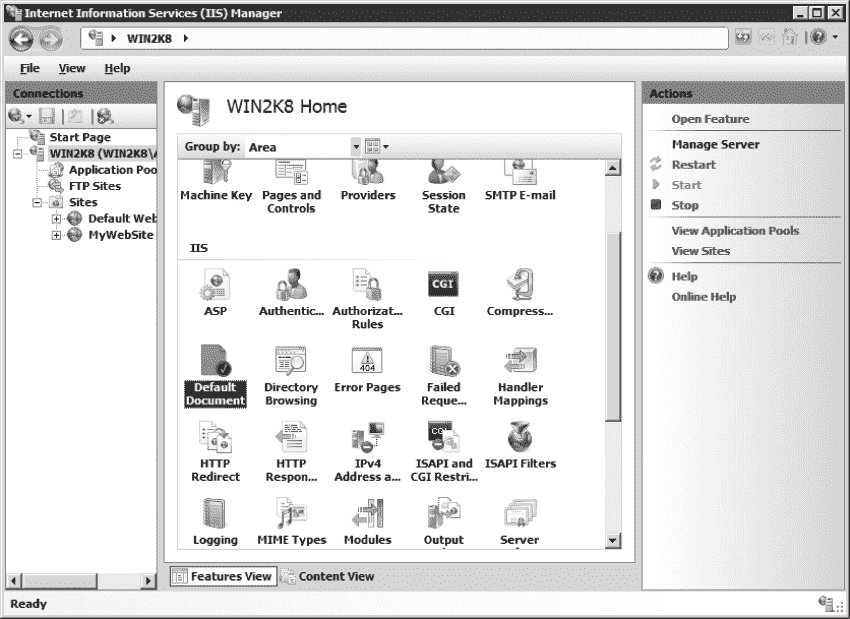 Internet Information Services (IIS) Manager
WIN2K8
File View Help
Connections
Start Page
WIN2K8 (WIN2K8\A
Application Poo
FTP Sites
Sites
Default Web
MyWebSite
WIN2K8 Home
Group by: Area
Machine Key Pages and Providers Session SMTP E-mail
Controls State
IIS
CGI
ASP Authentic... Authorizat... CGI Compress...
Rules
404
Default Directory Error Pages Failed Handler
Document Browsing Reque... Mappings
HTTP HTTP IPv4 ISAPI and ISAPI Filters
Redirect Respon... Address a... CGI Restri...
Logging MIME Types Modules Output Server
Features View Content View
Actions
Open Feature
Manage Server
Restart
Start
Stop
View Application Pools
View Sites
Help
Online Help
Ready